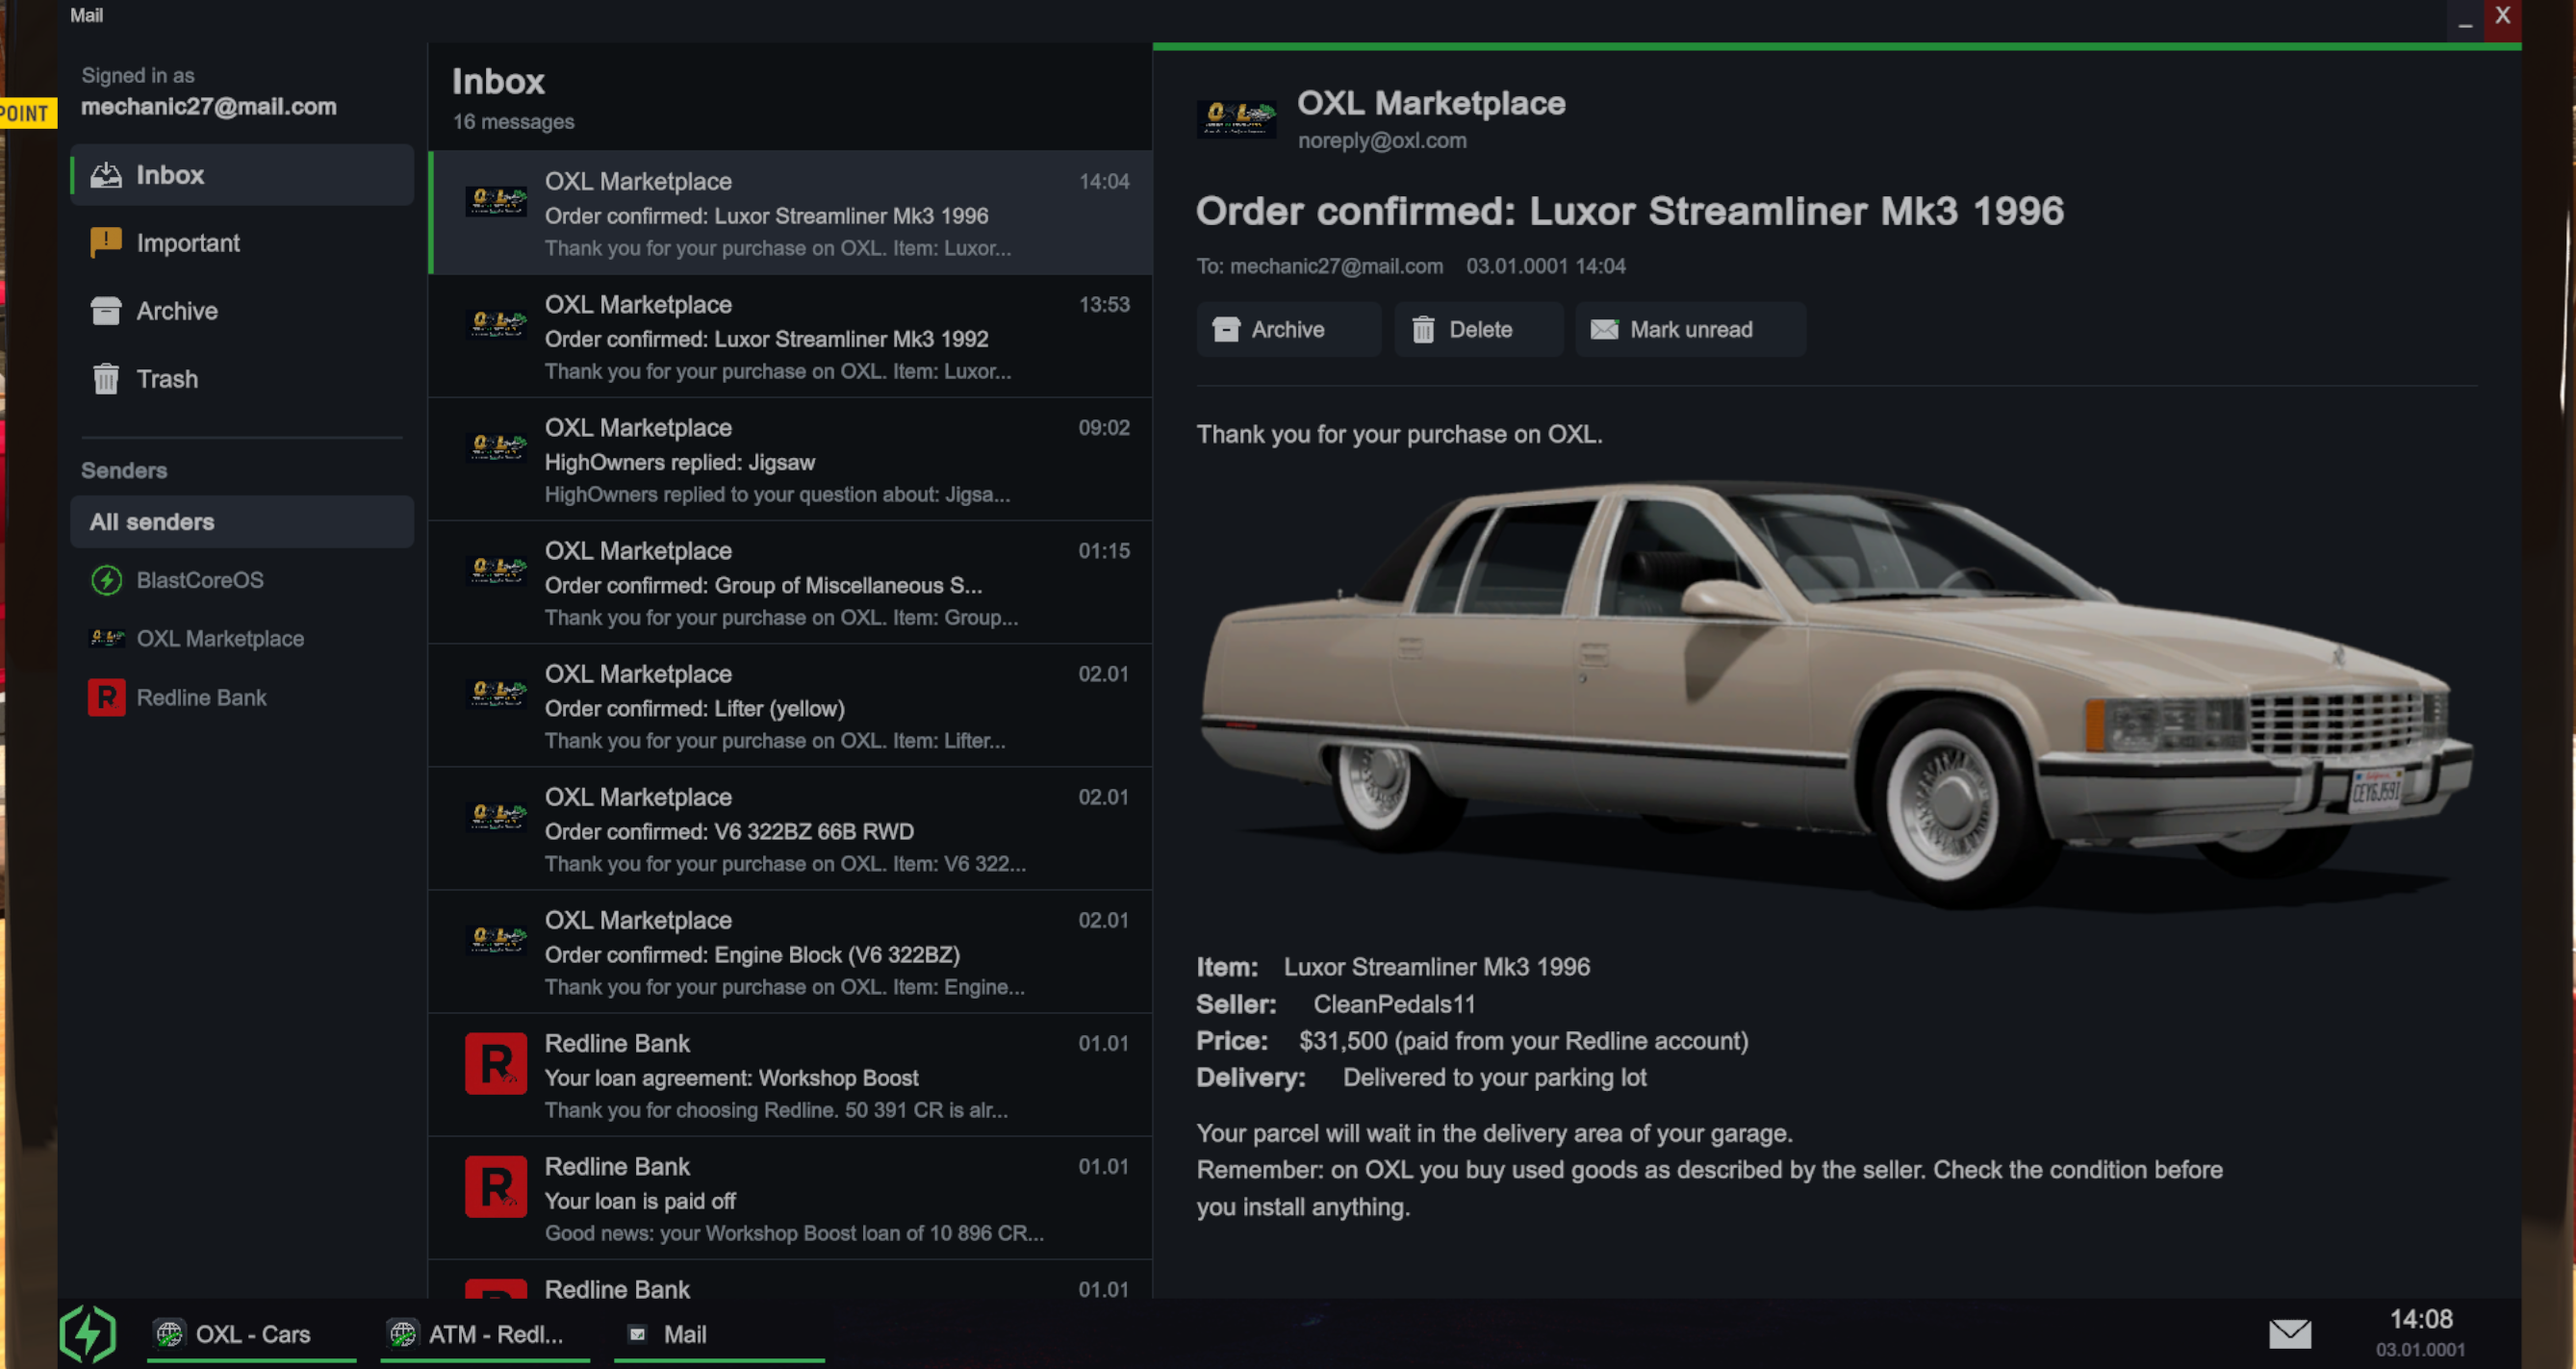 Mail
_ X
POINT
Signed in as
mechanic27@mail.com
Inbox
Important
Archive
Trash
Senders
All senders
BlastCoreOS
OXL Marketplace
Redline Bank
Inbox
16 messages
OXL Marketplace 14:04
Order confirmed: Luxor Streamliner Mk3 1996
Thank you for your purchase on OXL. Item: Luxor...
OXL Marketplace 13:53
Order confirmed: Luxor Streamliner Mk3 1992
Thank you for your purchase on OXL. Item: Luxor...
OXL Marketplace 09:02
HighOwners replied: Jigsaw
HighOwners replied to your question about: Jigsa...
OXL Marketplace 01:15
Order confirmed: Group of Miscellaneous S...
Thank you for your purchase on OXL. Item: Group...
OXL Marketplace 02.01
Order confirmed: Lifter (yellow)
Thank you for your purchase on OXL. Item: Lifter...
OXL Marketplace 02.01
Order confirmed: V6 322BZ 66B RWD
Thank you for your purchase on OXL. Item: V6 322...
OXL Marketplace 02.01
Order confirmed: Engine Block (V6 322BZ)
Thank you for your purchase on OXL. Item: Engine...
R
Redline Bank 01.01
Your loan agreement: Workshop Boost
Thank you for choosing Redline. 50 391 CR is alr...
R
Redline Bank 01.01
Your loan is paid off
Good news: your Workshop Boost loan of 10 896 CR...
Redline Bank 01.01
OXL Marketplace
noreply@oxl.com
Order confirmed: Luxor Streamliner Mk3 1996
To: mechanic27@mail.com 03.01.0001 14:04
Archive Delete Mark unread
Thank you for your purchase on OXL.
CEY6J591
Item: Luxor Streamliner Mk3 1996
Seller: CleanPedals11
Price: $31,500 (paid from your Redline account)
Delivery: Delivered to your parking lot
Your parcel will wait in the delivery area of your garage.
Remember: on OXL you buy used goods as described by the seller. Check the condition before
you install anything.
OXL - Cars ATM - Redl... Mail
14:08
03.01.0001